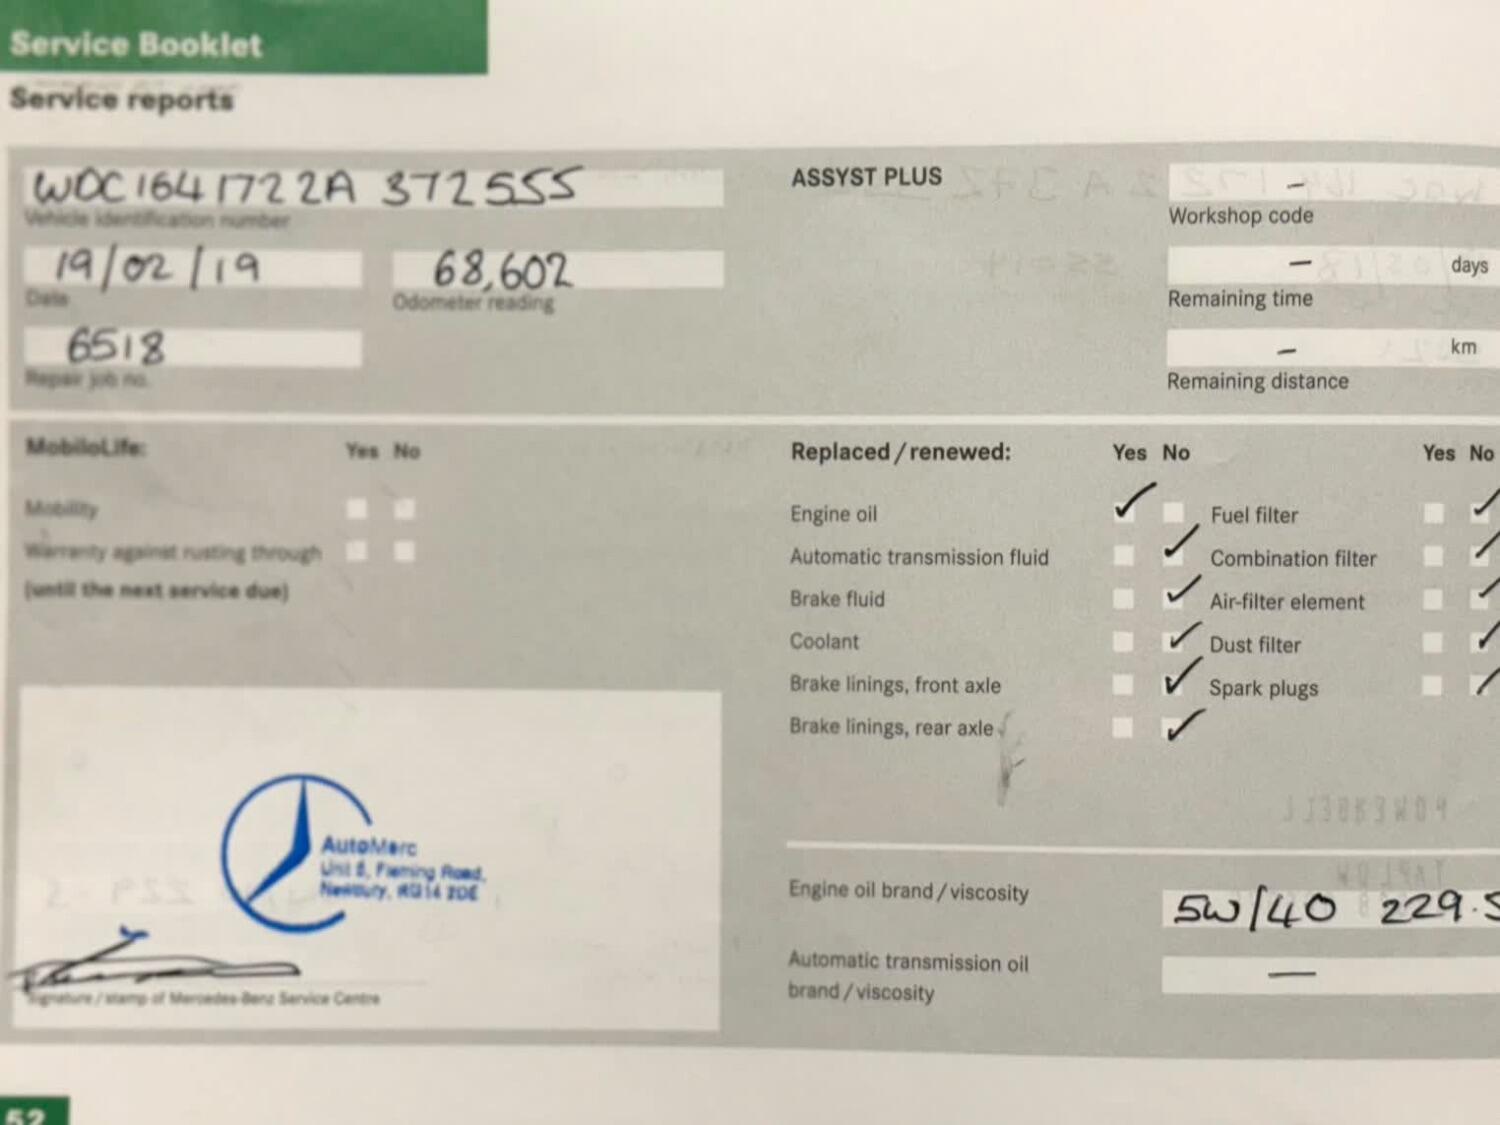 Service Booklet
Service reports
WDC1641722A 372555
Vehicle identification number
19/02/19 68,602
Date Odometer reading
6518
Repair job no.
ASSYST PLUS
-
Workshop code
- days
Remaining time
- km
Remaining distance
MobiloLife: Yes No
Mobility
Warranty against rusting through
(until the next service due)
Replaced/renewed: Yes No Yes No
Engine oil Fuel filter
Automatic transmission fluid Combination filter
Brake fluid Air-filter element
Coolant Dust filter
Brake linings, front axle Spark plugs
Brake linings, rear axle
AutoMerc
Unit 8, Fleming Road,
Newbury, RG14 2DE
Signature/stamp of Mercedes-Benz Service Centre
Engine oil brand/viscosity 5W/40 229.5
Automatic transmission oil
brand/viscosity —
52